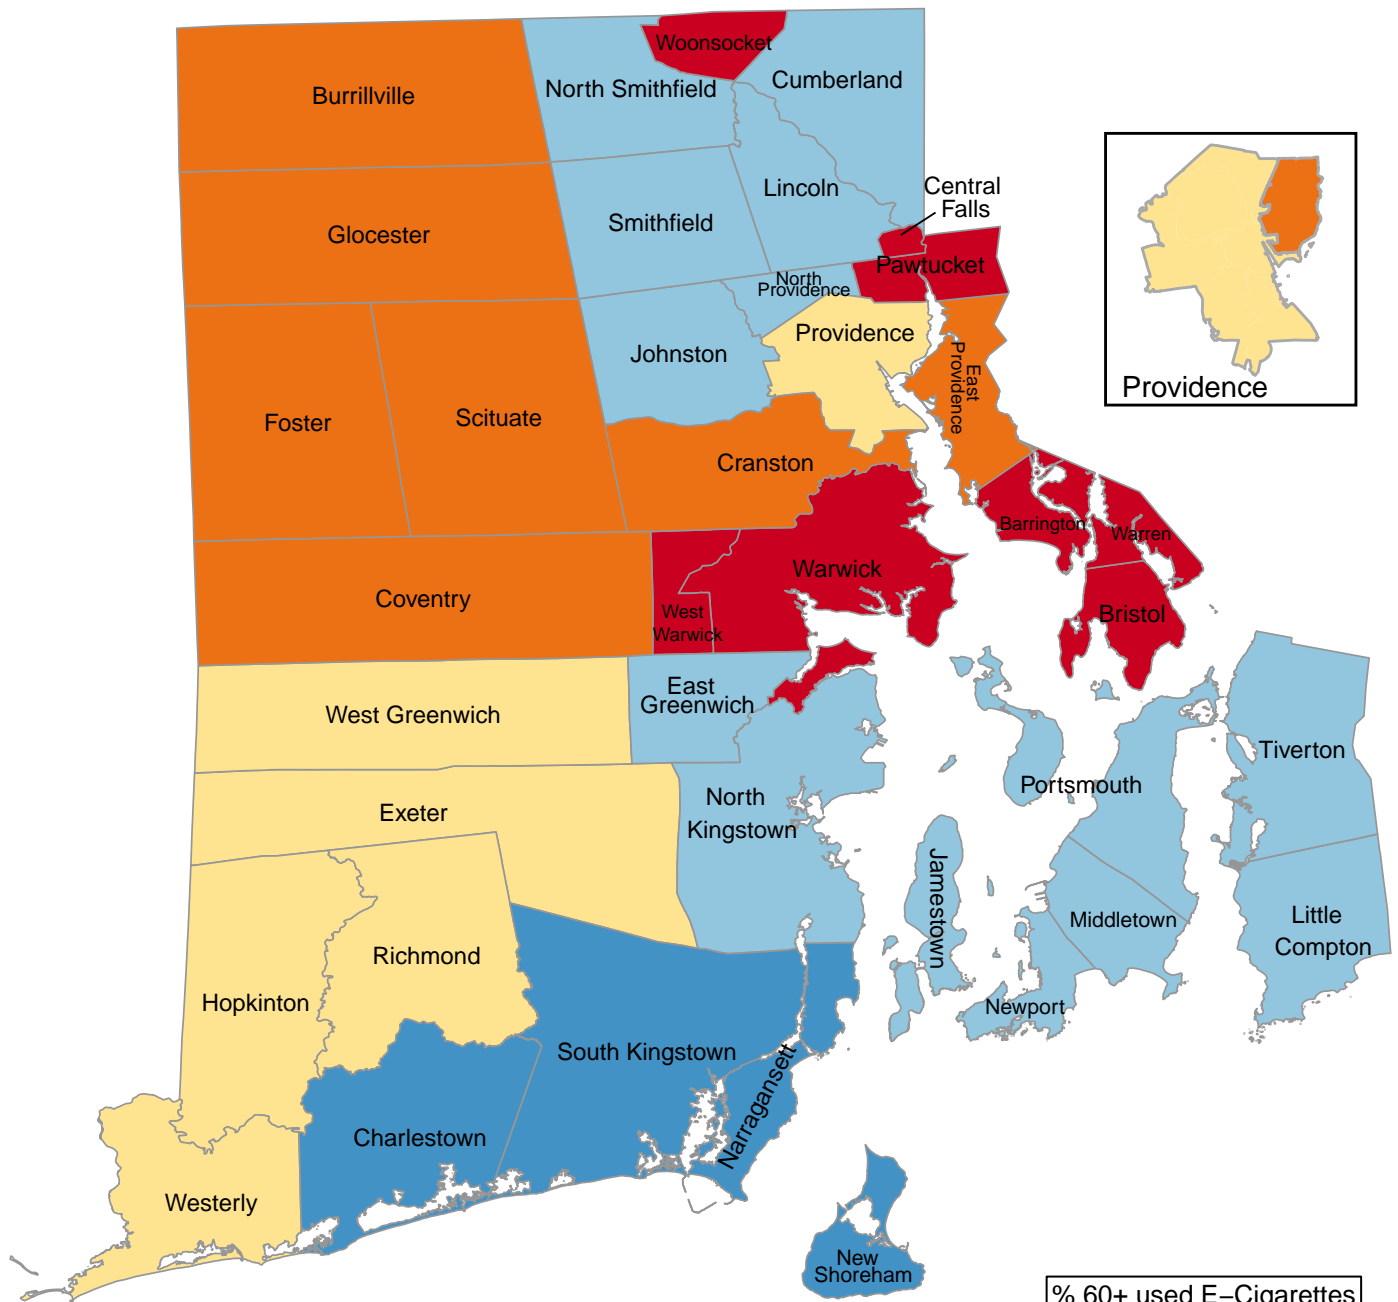 Woonsocket
Burrillville
North Smithfield
Cumberland
Central
Falls
Lincoln
Glocester
Smithfield
Pawtucket
North
Providence
Providence
Johnston
East
Providence
Providence
Foster
Scituate
Cranston
Barrington
Warren
Warwick
Coventry
West
Warwick
Bristol
East
Greenwich
West Greenwich
Tiverton
Portsmouth
North
Kingstown
Exeter
Jamestown
Middletown
Little
Compton
Richmond
Hopkinton
Newport
South Kingstown
Narragansett
Charlestown
Westerly
New
Shoreham
% 60+ used E−Cigarettes